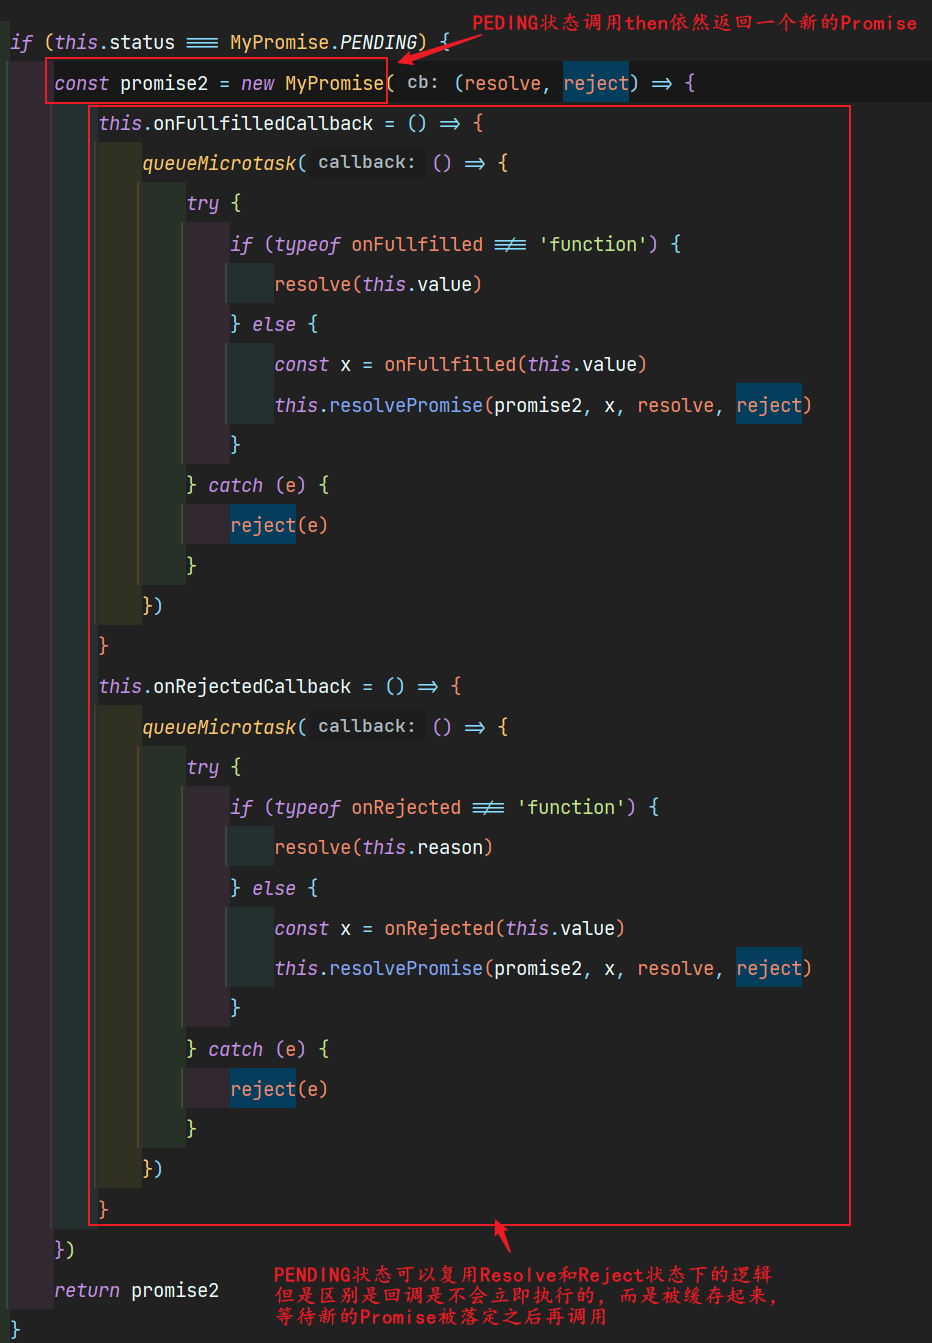 PEDING状态调用then依然返回一个新的Promise
if (this.status === MyPromise.PENDING) {
const promise2 = new MyPromise( cb: (resolve, reject) => {
this.onFullfilledCallback = () => {
queueMicrotask( callback: () => {
try {
if (typeof onFullfilled !== 'function') {
resolve(this.value)
} else {
const x = onFullfilled(this.value)
this.resolvePromise(promise2, x, resolve, reject)
}
} catch (e) {
reject(e)
}
})
}
this.onRejectedCallback = () => {
queueMicrotask( callback: () => {
try {
if (typeof onRejected !== 'function') {
resolve(this.reason)
} else {
const x = onRejected(this.value)
this.resolvePromise(promise2, x, resolve, reject)
}
} catch (e) {
reject(e)
}
})
}
})
return promise2
}
PENDING状态可以复用Resolve和Reject状态下的逻辑
但是区别是回调是不会立即执行的，而是被缓存起来，
等待新的Promise被落定之后再调用